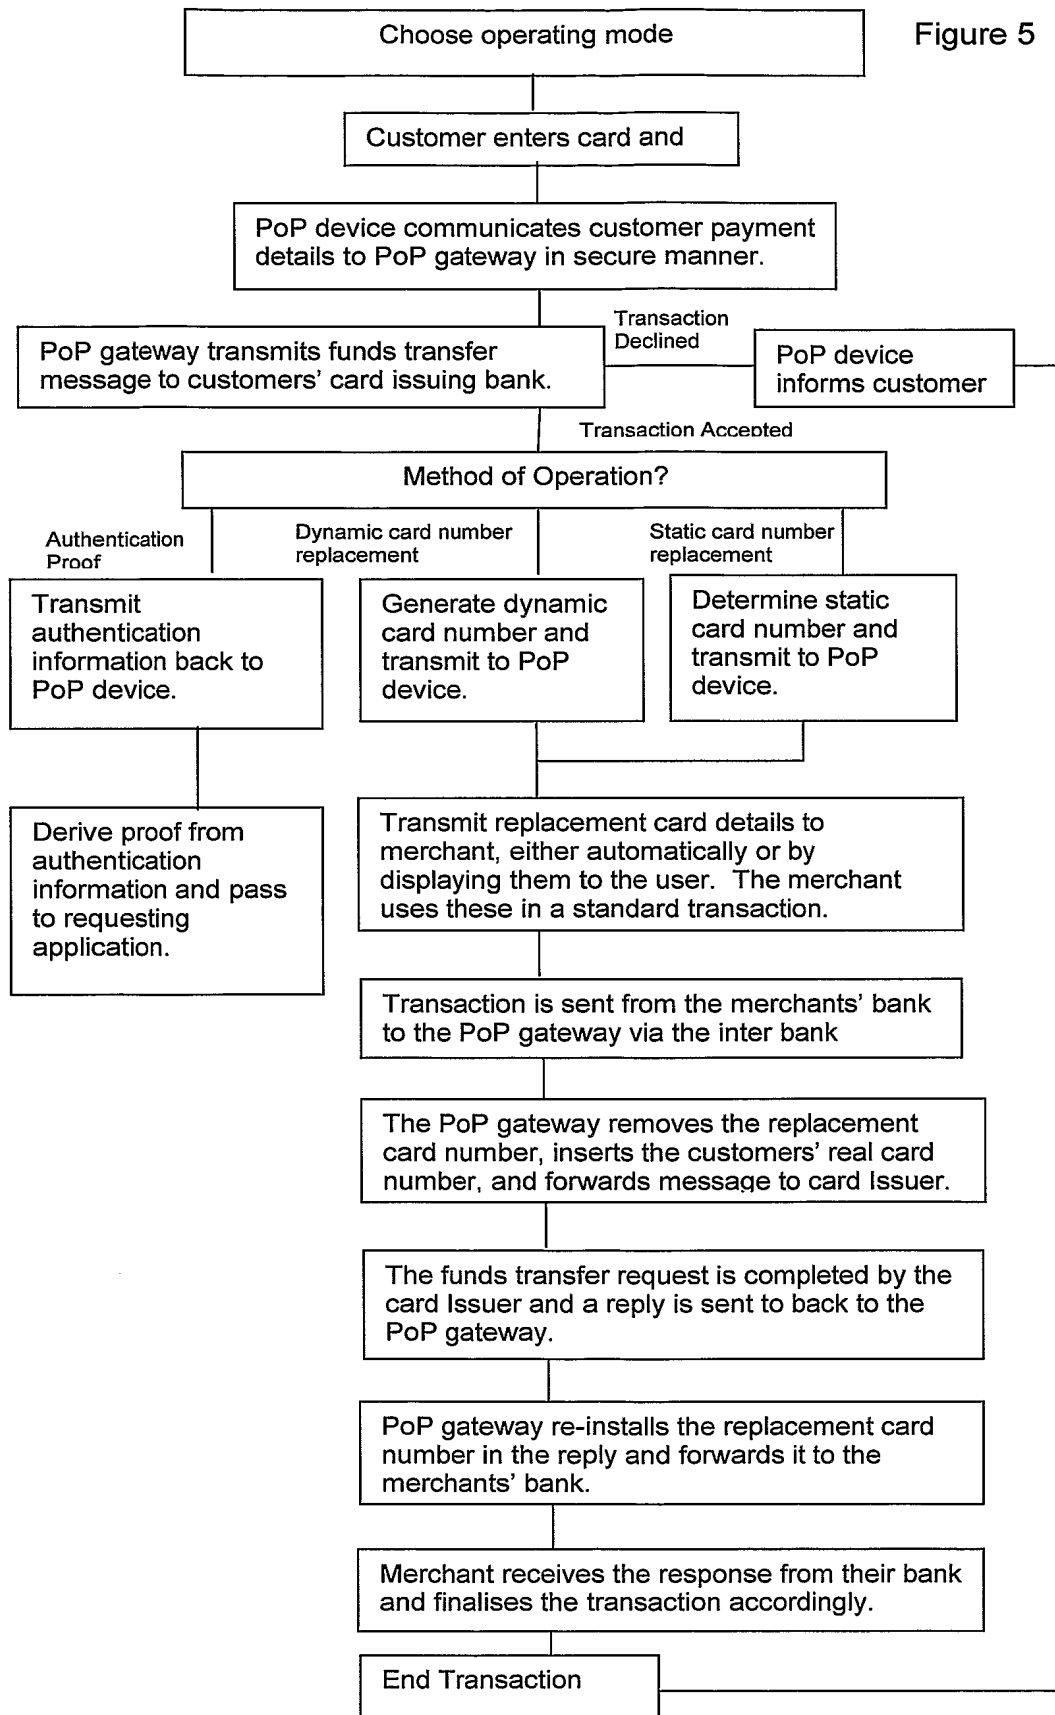 Choose operating mode
Figure 5
Customer enters card and
PoP device communicates customer payment
details to PoP gateway in secure manner.
PoP gateway transmits funds transfer
message to customers' card issuing bank.
Transaction
Declined
PoP device
informs customer
Transaction Accepted
Method of Operation?
Authentication
Proof
Dynamic card number
replacement
Static card number
replacement
Transmit
authentication
information back to
PoP device.
Generate dynamic
card number and
transmit to PoP
device.
Determine static
card number and
transmit to PoP
device.
Derive proof from
authentication
information and pass
to requesting
application.
Transmit replacement card details to
merchant, either automatically or by
displaying them to the user.  The merchant
uses these in a standard transaction.
Transaction is sent from the merchants' bank
to the PoP gateway via the inter bank
The PoP gateway removes the replacement
card number, inserts the customers' real card
number, and forwards message to card Issuer.
The funds transfer request is completed by the
card Issuer and a reply is sent to back to the
PoP gateway.
PoP gateway re-installs the replacement card
number in the reply and forwards it to the
merchants' bank.
Merchant receives the response from their bank
and finalises the transaction accordingly.
End Transaction